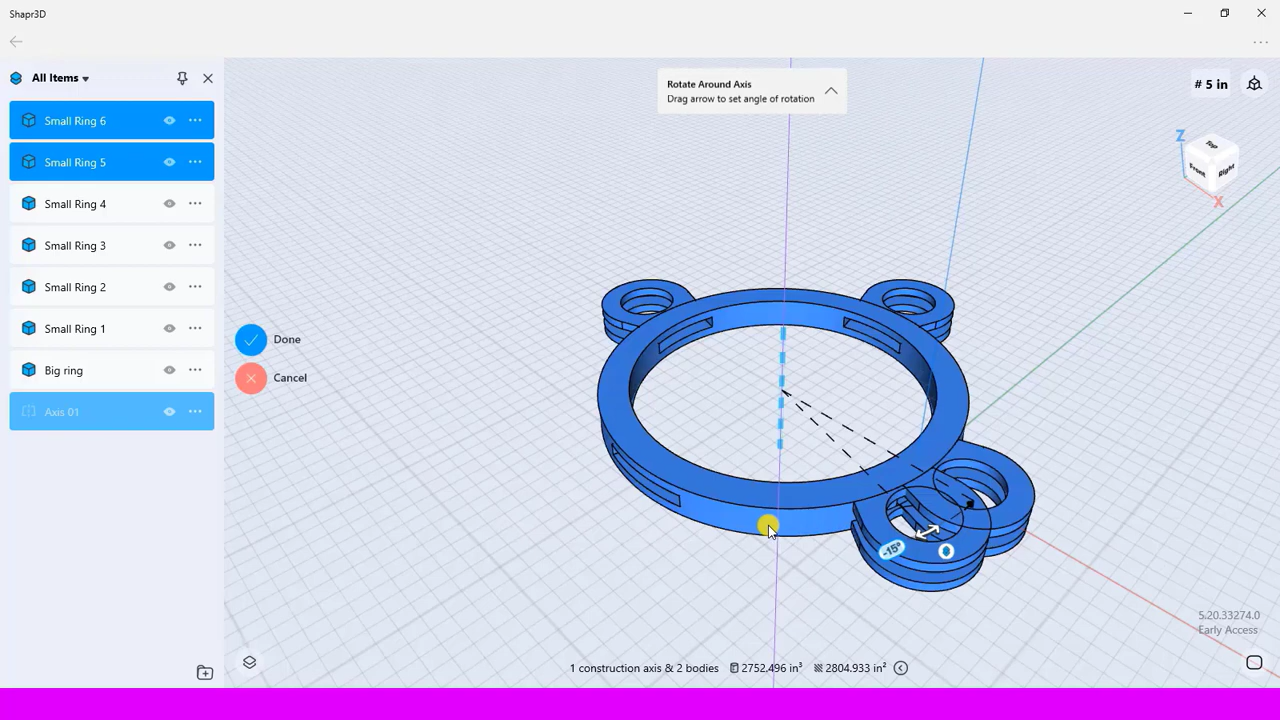 Shapr3D
All Items
Small Ring 6
Small Ring 5
Small Ring 4
Small Ring 3
Small Ring 2
Small Ring 1
Big ring
Axis 01
Done
Cancel
Rotate Around Axis
Drag arrow to set angle of rotation
# 5 in
Z
Top
Front
Right
X
-15°
5.20.33274.0
Early Access
1 construction axis & 2 bodies 2752.496 in³ 2804.933 in²